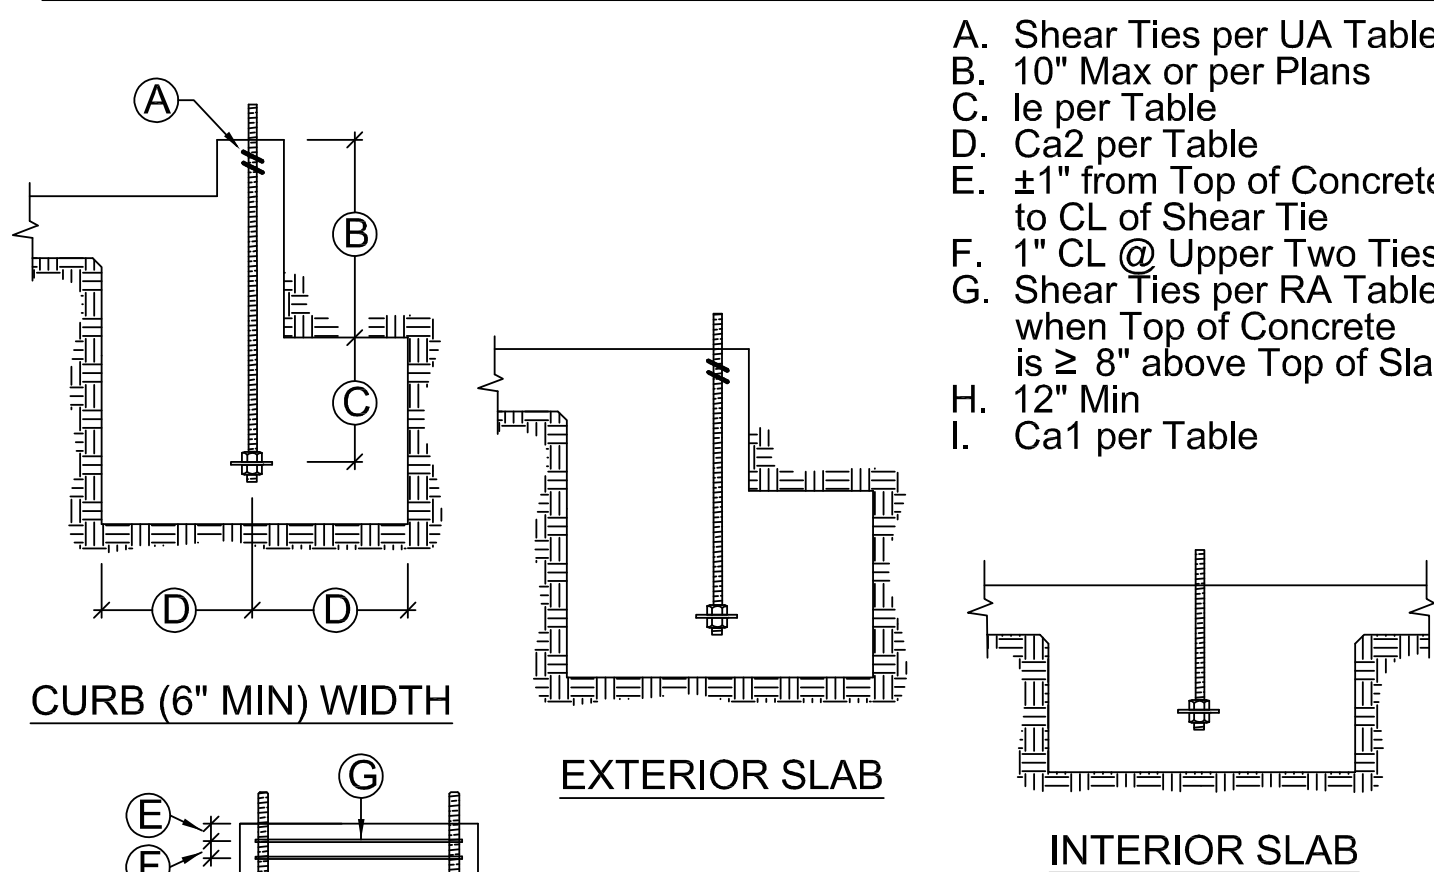 A. Shear Ties per UA Table
B. 10" Max or per Plans
C. le per Table
D. Ca2 per Table
E. ±1" from Top of Concrete
to CL of Shear Tie
F. 1" CL @ Upper Two Ties
G. Shear Ties per RA Table
when Top of Concrete
is ≥ 8" above Top of Sla
H. 12" Min
I. Ca1 per Table
A
B
C
D D
CURB (6" MIN) WIDTH
EXTERIOR SLAB
INTERIOR SLAB
G
E
F